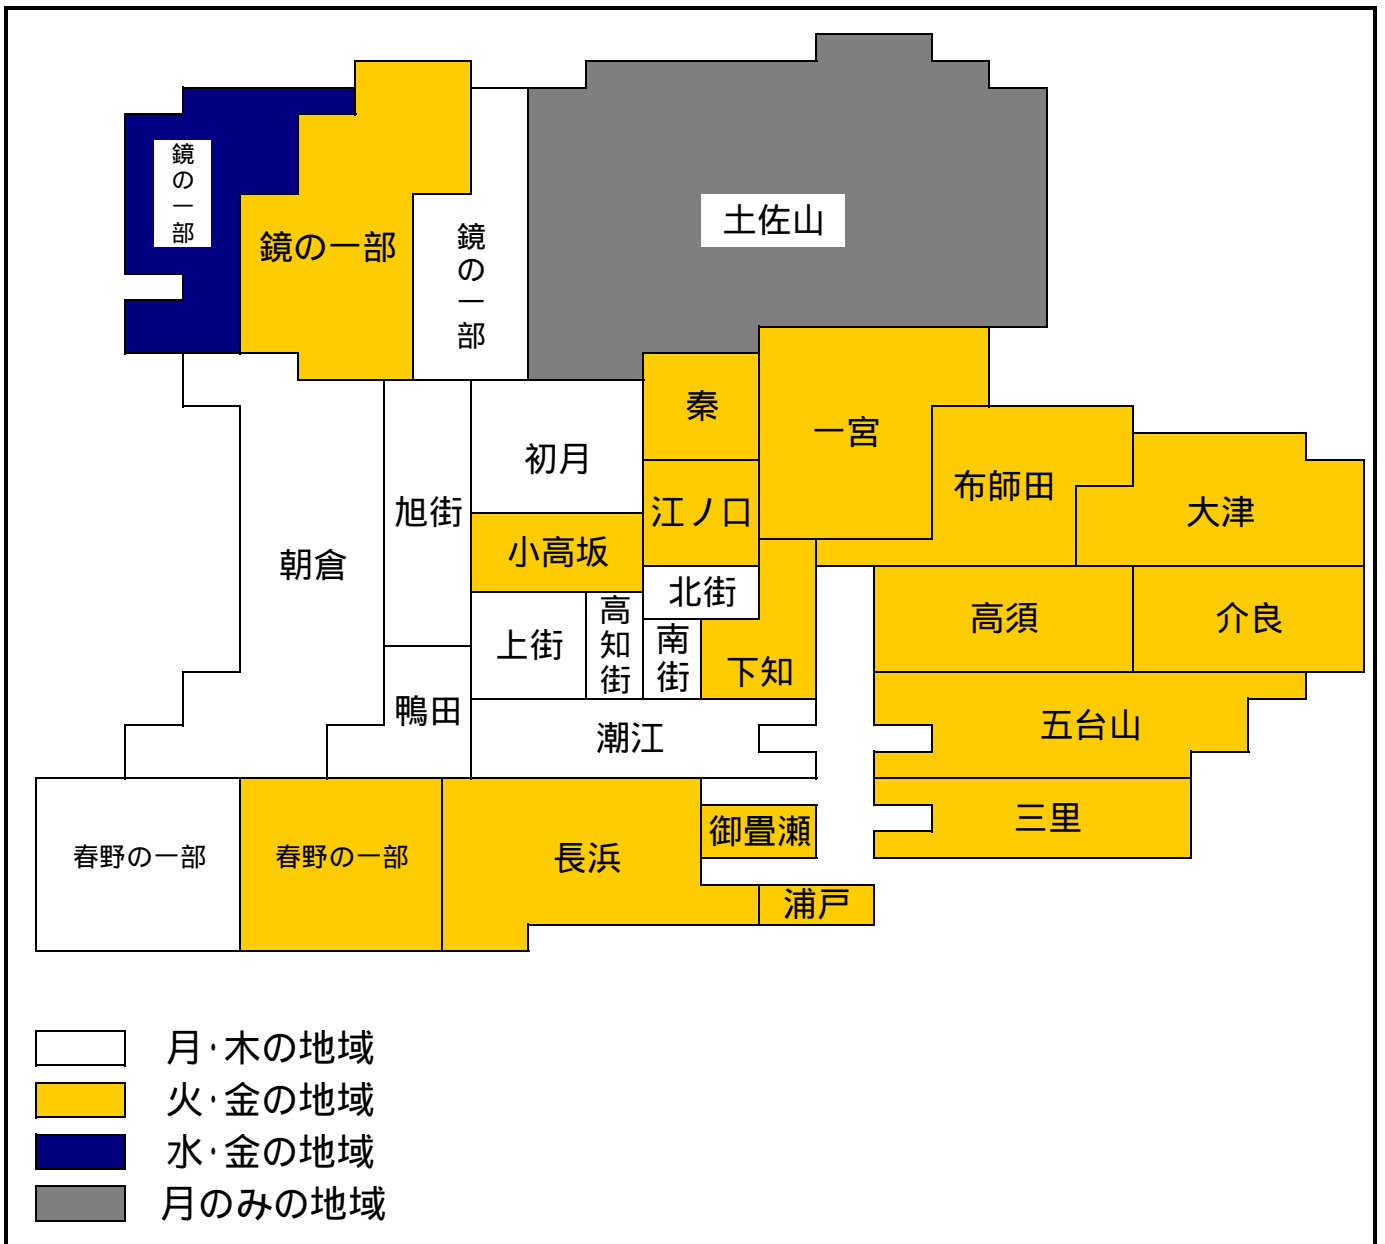 土佐山
鏡の一部
鏡の一部
鏡の一部
秦
一宮
初月
布師田
江ノ口
大津
旭街
小高坂
朝倉
北街
高知街
高須
介良
上街
南街
下知
鴨田
潮江
五台山
三里
御畳瀬
春野の一部
春野の一部
長浜
浦戸
月・木の地域
火・金の地域
水・金の地域
月のみの地域